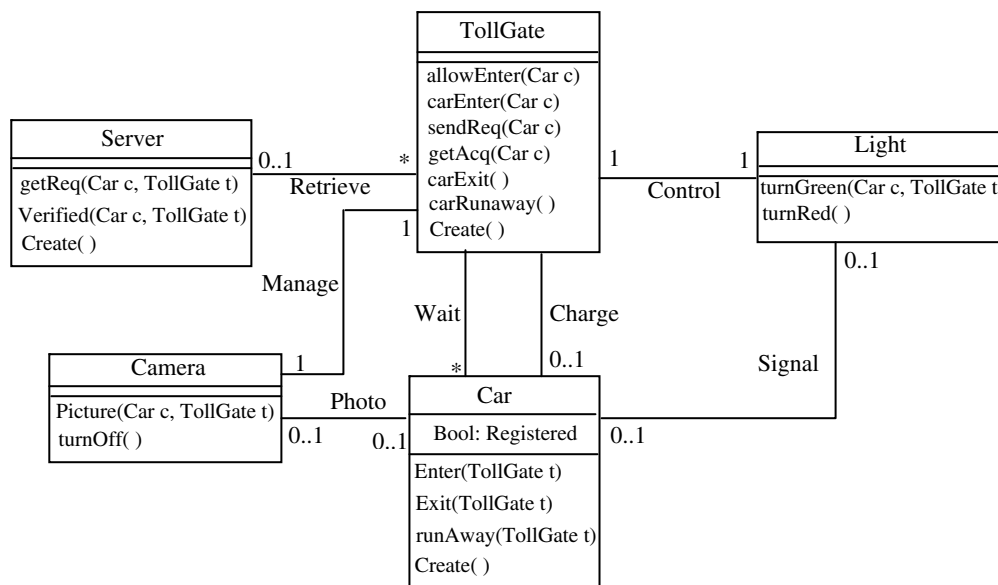 TollGate
allowEnter(Car c)
carEnter(Car c)
sendReq(Car c)
getAcq(Car c)
carExit( )
carRunaway( )
Create( )
Server
getReq(Car c, TollGate t)
Verified(Car c, TollGate t)
Create( )
0..1
*
Retrieve
1
1
Control
Light
turnGreen(Car c, TollGate t
turnRed( )
1
0..1
Manage
Wait
Charge
Signal
Camera
Picture(Car c, TollGate t)
turnOff( )
1
Photo
0..1
0..1
*
0..1
Car
Bool: Registered
Enter(TollGate t)
Exit(TollGate t)
runAway(TollGate t)
Create( )
0..1